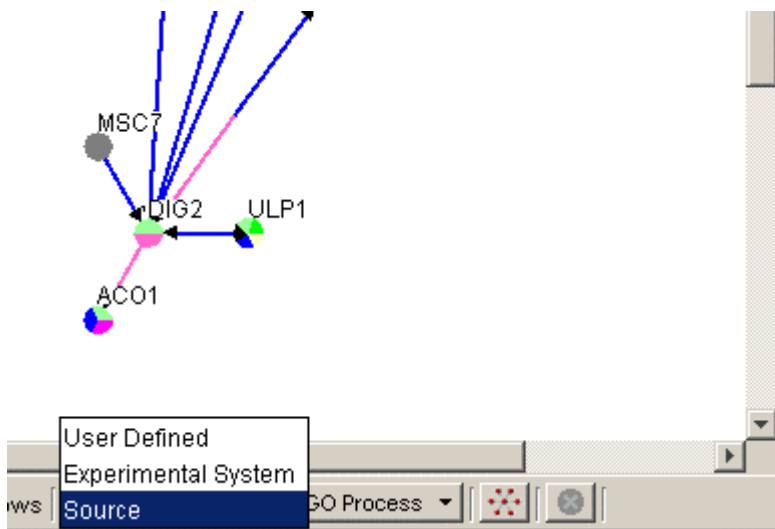 MSC7
DIG2
ULP1
ACO1
User Defined
Experimental System
Source
GO Process